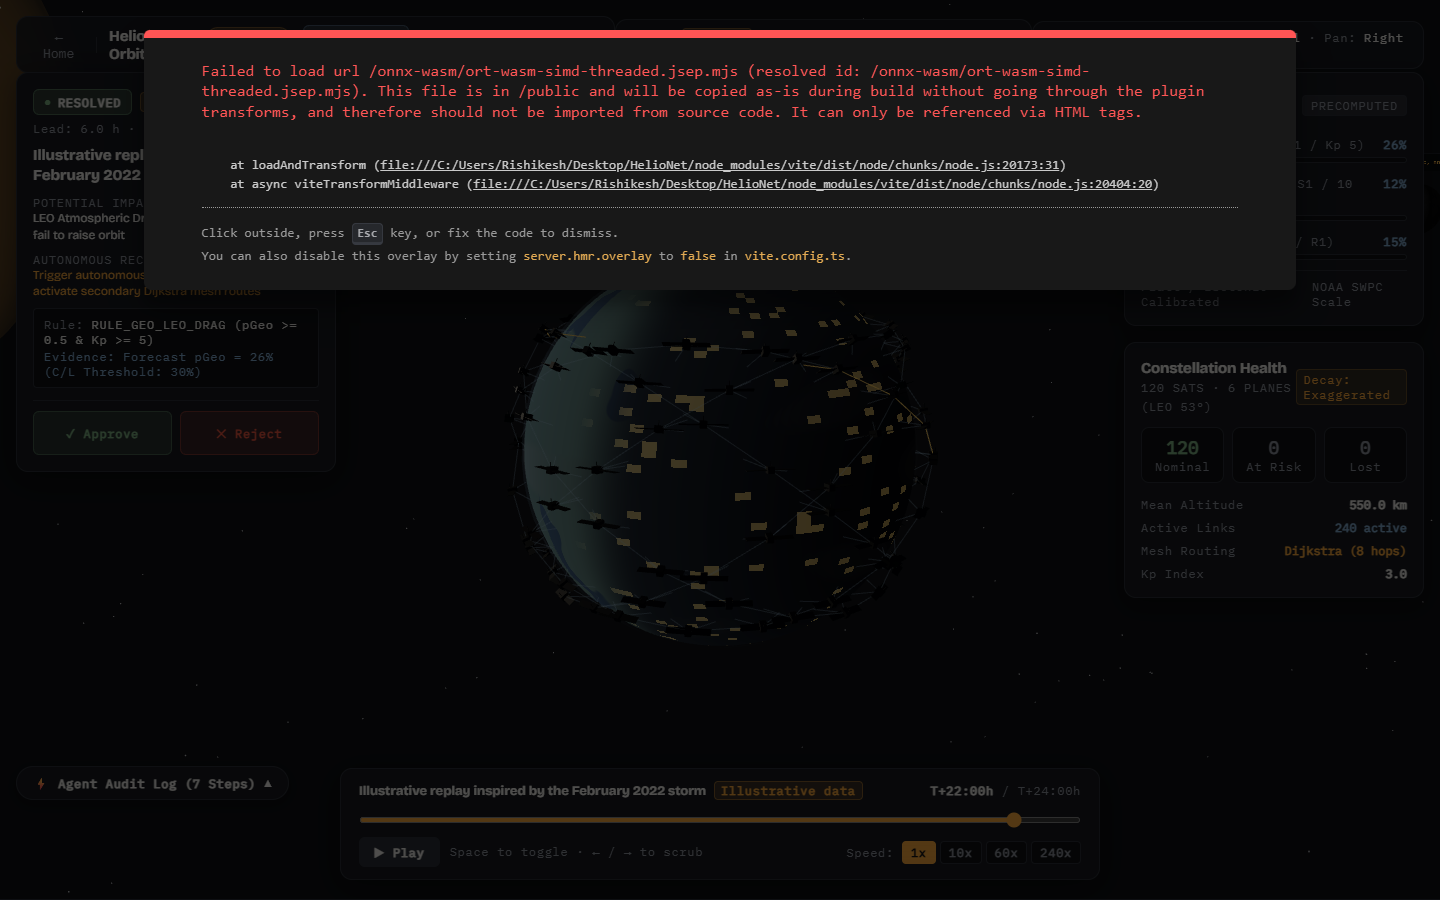 ←
Home
Helio
Orbit
· Pan: Right
Failed to load url /onnx-wasm/ort-wasm-simd-threaded.jsep.mjs (resolved id: /onnx-wasm/ort-wasm-simd-
threaded.jsep.mjs). This file is in /public and will be copied as-is during build without going through the plugin
transforms, and therefore should not be imported from source code. It can only be referenced via HTML tags.
at loadAndTransform (file:///C:/Users/Rishikesh/Desktop/HelioNet/node_modules/vite/dist/node/chunks/node.js:20173:31)
at async viteTransformMiddleware (file:///C:/Users/Rishikesh/Desktop/HelioNet/node_modules/vite/dist/node/chunks/node.js:20404:20)
Click outside, press Esc key, or fix the code to dismiss.
You can also disable this overlay by setting server.hmr.overlay to false in vite.config.ts.
• RESOLVED
Lead: 6.0 h ·
Illustrative repl
February 2022
POTENTIAL IMPA
LEO Atmospheric Dr
fail to raise orbit
AUTONOMOUS REC
Trigger autonomous
activate secondary Dijkstra mesh routes
Rule: RULE_GEO_LEO_DRAG (pGeo >=
0.5 & Kp >= 5)
Evidence: Forecast pGeo = 26%
(C/L Threshold: 30%)
✓ Approve
✕ Reject
PRECOMPUTED
1 / Kp 5) 26%
S1 / 10 12%
/ R1) 15%
Calibrated
NOAA SWPC
Scale
Constellation Health
120 SATS · 6 PLANES
(LEO 53°)
Decay:
Exaggerated
120
Nominal
0
At Risk
0
Lost
Mean Altitude 550.0 km
Active Links 240 active
Mesh Routing Dijkstra (8 hops)
Kp Index 3.0
Agent Audit Log (7 Steps) ▲
Illustrative replay inspired by the February 2022 storm Illustrative data T+22:00h / T+24:00h
▶ Play Space to toggle · ← / → to scrub Speed: 1x 10x 60x 240x